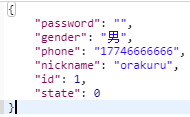 {
"password": "",
"gender": "男",
"phone": "17746666666",
"nickname": "orakuru",
"id": 1,
"state": 0
}